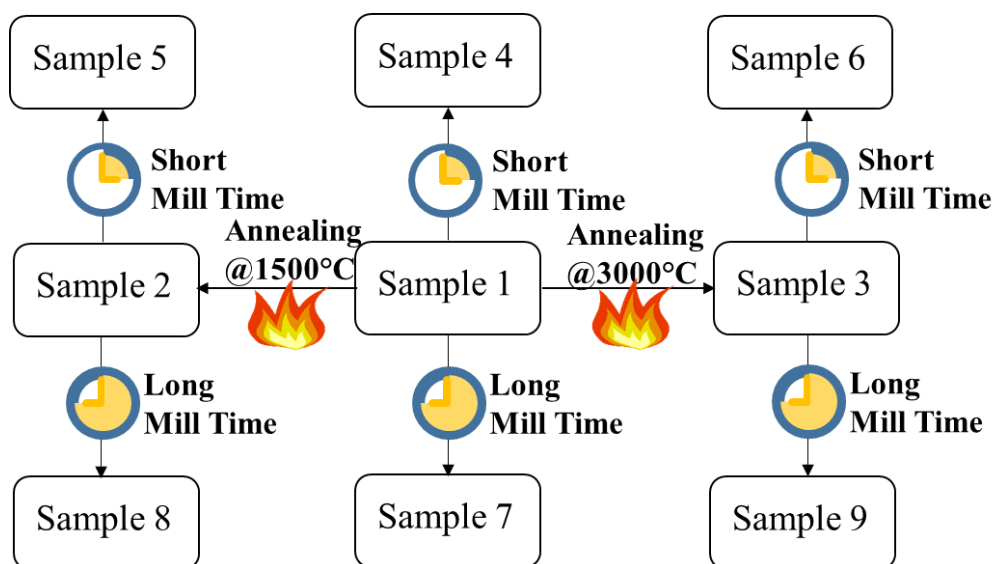 Sample 5
Sample 4
Sample 6
Short
Mill Time
Short
Mill Time
Short
Mill Time
Annealing
@1500°C
Annealing
@3000°C
Sample 2
Sample 1
Sample 3
Long
Mill Time
Long
Mill Time
Long
Mill Time
Sample 8
Sample 7
Sample 9